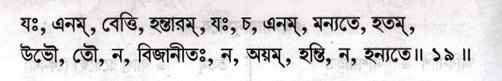 যঃ, এনম্, বেত্তি, হন্তারম্, যঃ, চ, এনম্, মন্যতে, হতম্,
উভৌ, তৌ, ন, বিজানীতঃ, ন, অয়ম্, হন্তি, ন, হন্যতে॥ ১৯ ॥